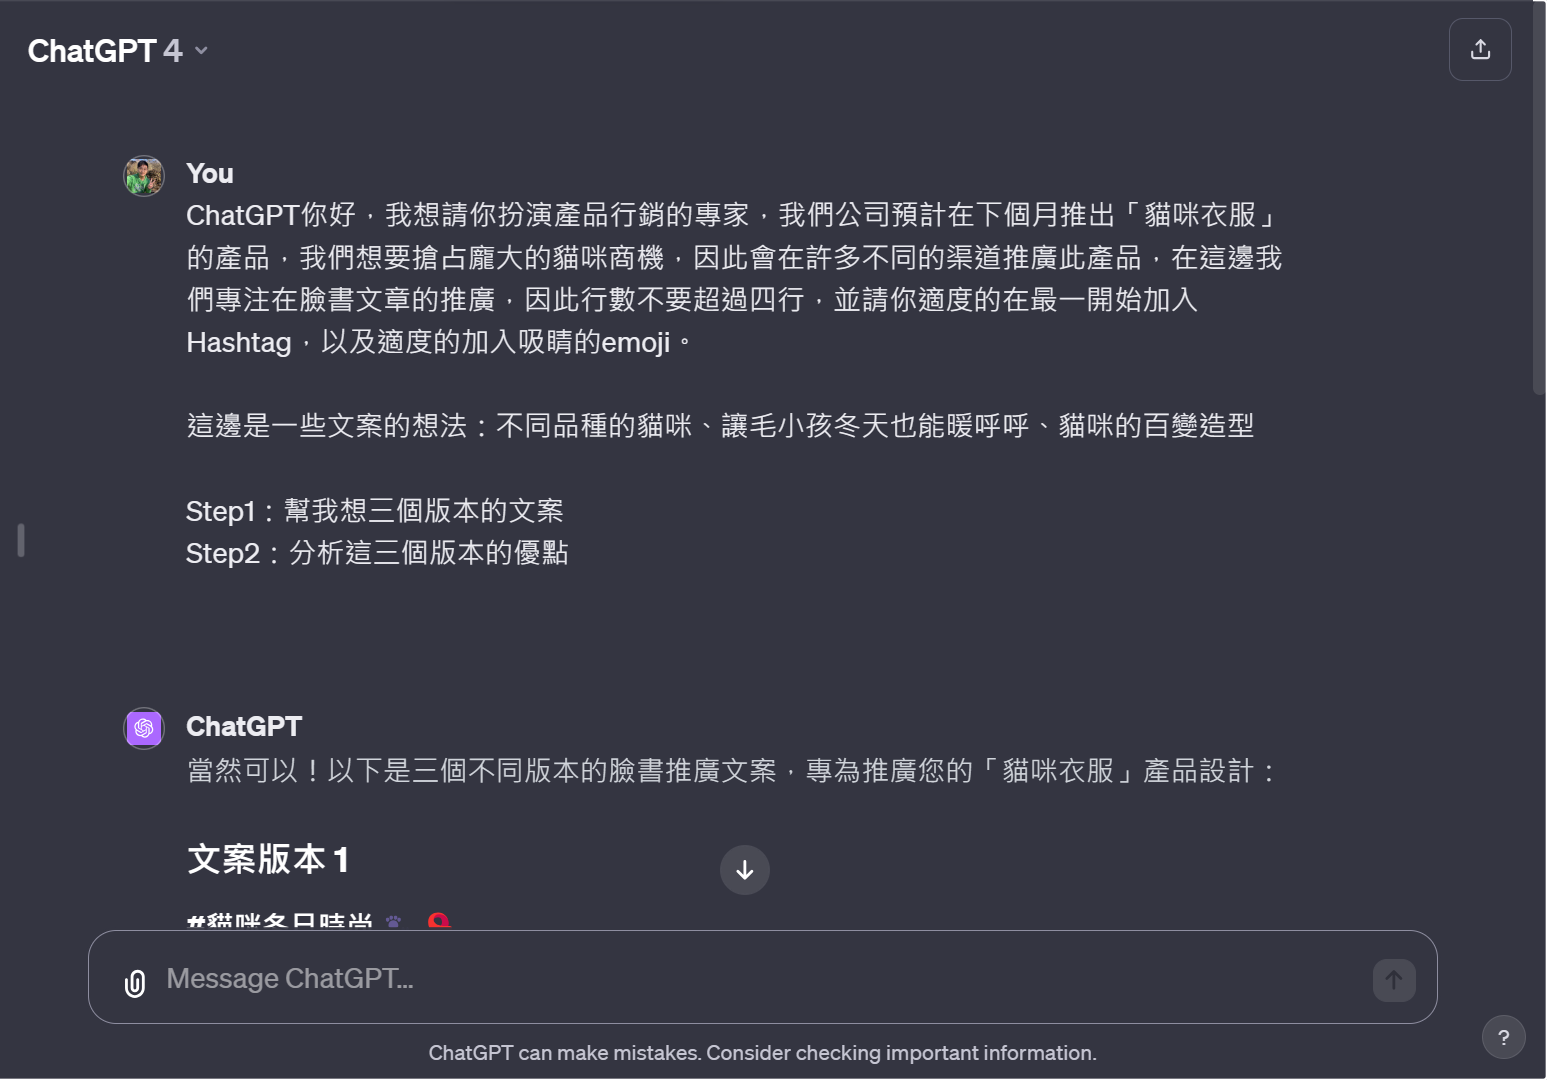 ChatGPT 4
You
ChatGPT你好，我想請你扮演產品行銷的專家，我們公司預計在下個月推出「貓咪衣服」
的產品，我們想要搶占龐大的貓咪商機，因此會在許多不同的渠道推廣此產品，在這邊我
們專注在臉書文章的推廣，因此行數不要超過四行，並請你適度的在最一開始加入
Hashtag，以及適度的加入吸睛的emoji。
這邊是一些文案的想法：不同品種的貓咪、讓毛小孩冬天也能暖呼呼、貓咪的百變造型
Step1：幫我想三個版本的文案
Step2：分析這三個版本的優點
ChatGPT
當然可以！以下是三個不同版本的臉書推廣文案，專為推廣您的「貓咪衣服」產品設計：
文案版本 1
#貓咪冬日時尚 🐾 🧣
Message ChatGPT...
ChatGPT can make mistakes. Consider checking important information.
?